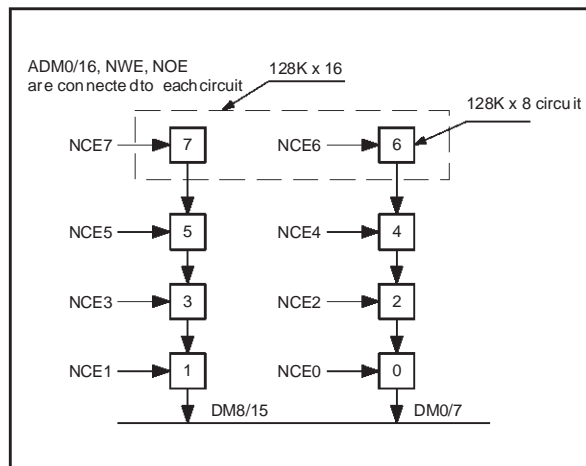 ADM0/16, NWE, NOE
are connected to each circuit
128K x 16
128K x 8 circuit
NCE7
7
NCE6
6
NCE5
5
NCE4
4
NCE3
3
NCE2
2
NCE1
1
NCE0
0
DM8/15
DM0/7